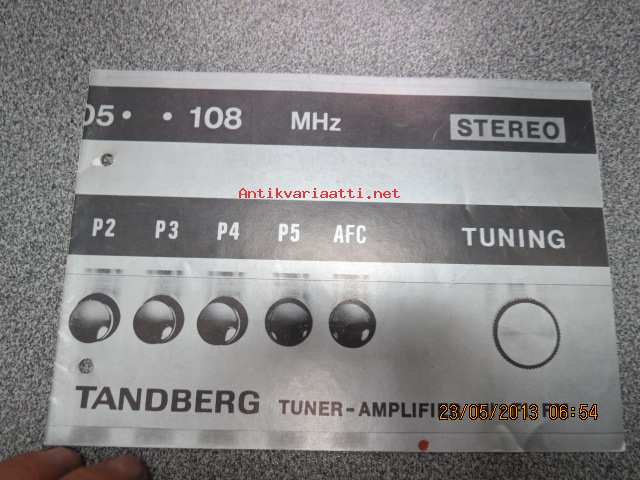 05 • • 108 MHz STEREO
Antikvariaatti.net
P2 P3 P4 P5 AFC TUNING
TANDBERG TUNER-AMPLIFI
23/05/2013 06:54